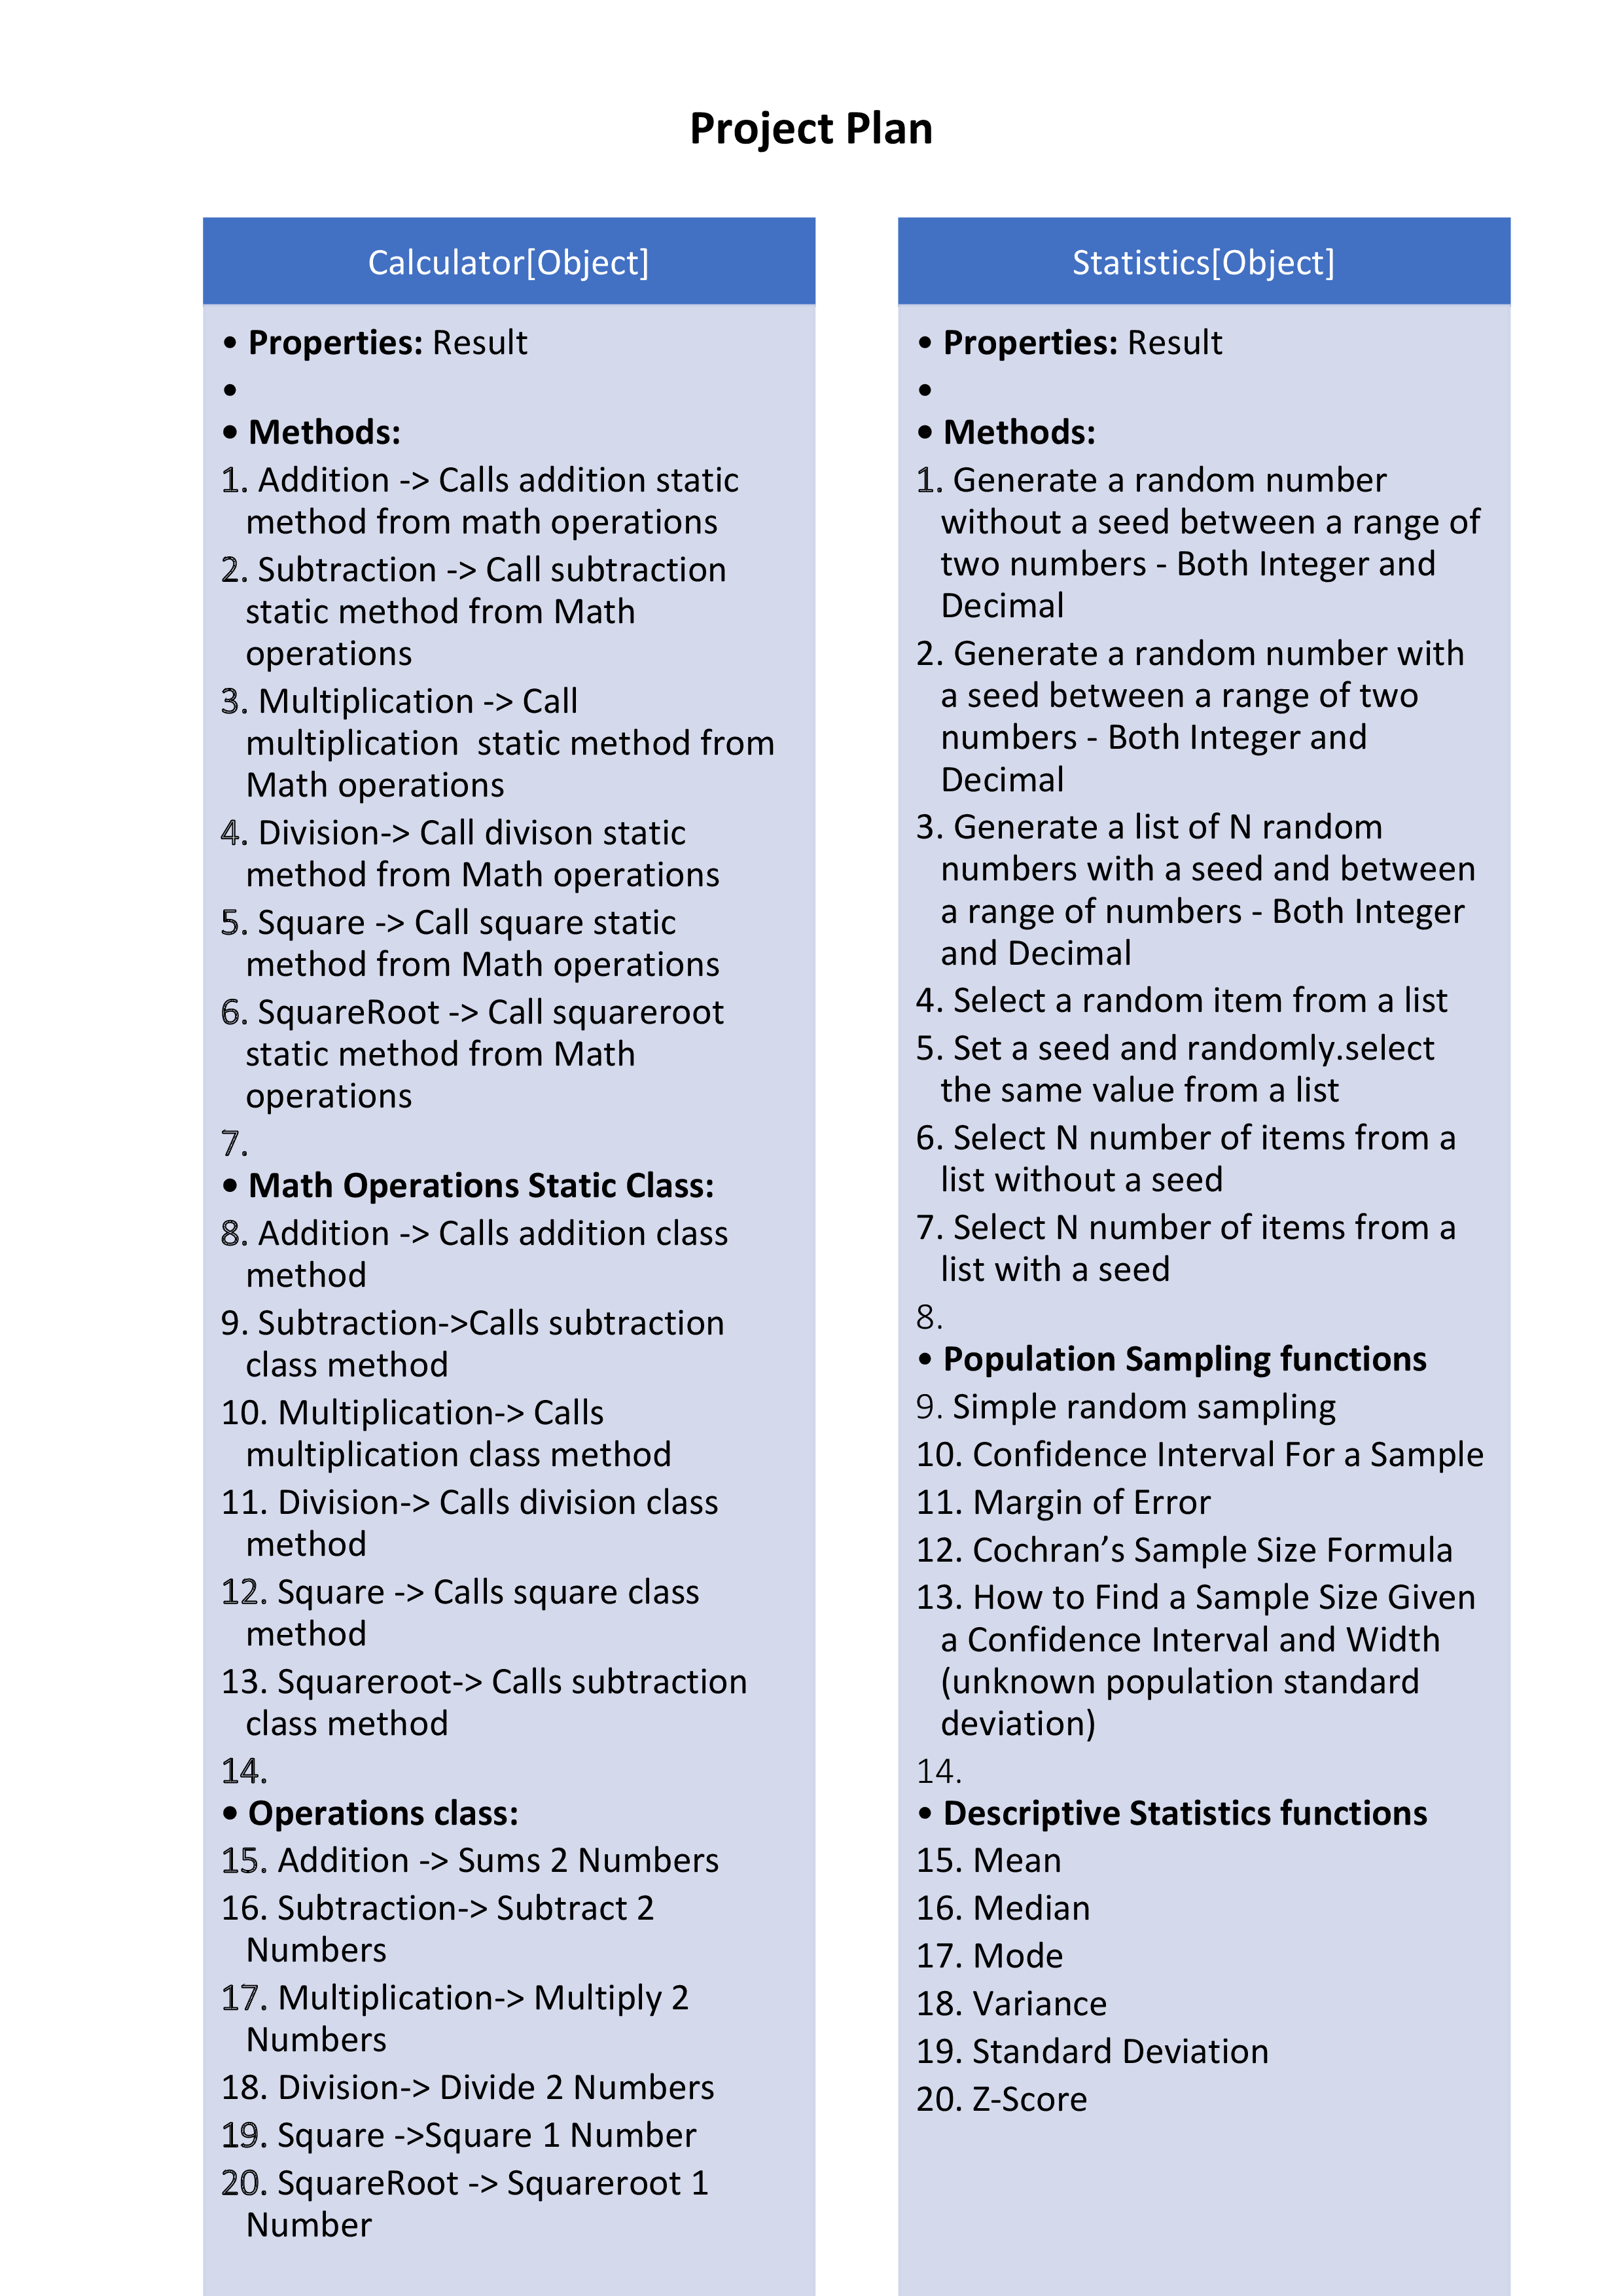 Project Plan
Calculator[Object]
• Properties: Result
•
• Methods:
1. Addition -> Calls addition static
method from math operations
2. Subtraction -> Call subtraction
static method from Math
operations
3. Multiplication -> Call
multiplication  static method from
Math operations
4. Division-> Call divison static
method from Math operations
5. Square -> Call square static
method from Math operations
6. SquareRoot -> Call squareroot
static method from Math
operations
7.
• Math Operations Static Class:
8. Addition -> Calls addition class
method
9. Subtraction->Calls subtraction
class method
10. Multiplication-> Calls
multiplication class method
11. Division-> Calls division class
method
12. Square -> Calls square class
method
13. Squareroot-> Calls subtraction
class method
14.
• Operations class:
15. Addition -> Sums 2 Numbers
16. Subtraction-> Subtract 2
Numbers
17. Multiplication-> Multiply 2
Numbers
18. Division-> Divide 2 Numbers
19. Square ->Square 1 Number
20. SquareRoot -> Squareroot 1
Number
Statistics[Object]
• Properties: Result
•
• Methods:
1. Generate a random number
without a seed between a range of
two numbers - Both Integer and
Decimal
2. Generate a random number with
a seed between a range of two
numbers - Both Integer and
Decimal
3. Generate a list of N random
numbers with a seed and between
a range of numbers - Both Integer
and Decimal
4. Select a random item from a list
5. Set a seed and randomly.select
the same value from a list
6. Select N number of items from a
list without a seed
7. Select N number of items from a
list with a seed
8.
• Population Sampling functions
9. Simple random sampling
10. Confidence Interval For a Sample
11. Margin of Error
12. Cochran’s Sample Size Formula
13. How to Find a Sample Size Given
a Confidence Interval and Width
(unknown population standard
deviation)
14.
• Descriptive Statistics functions
15. Mean
16. Median
17. Mode
18. Variance
19. Standard Deviation
20. Z-Score